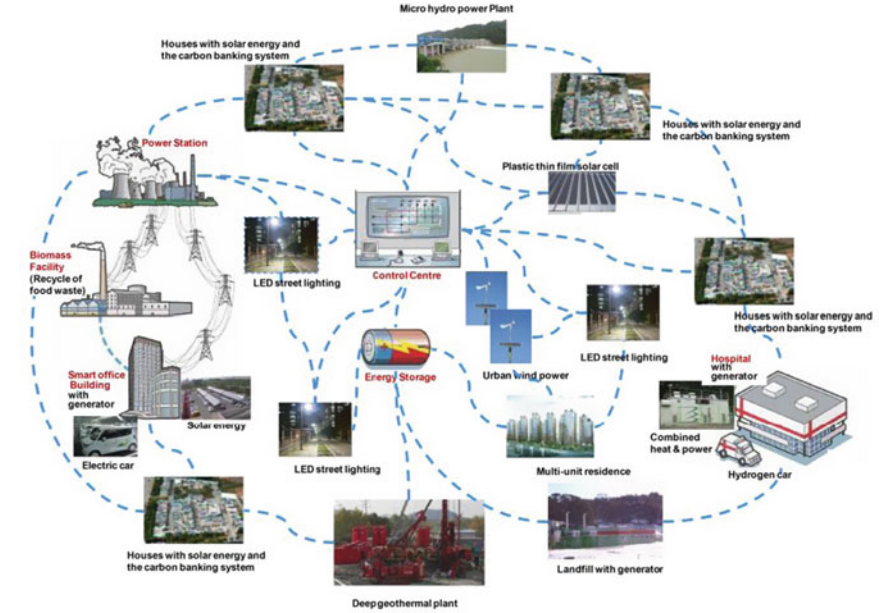 Micro hydro power Plant
Houses with solar energy and
the carbon banking system
Houses with solar energy and
the carbon banking system
Power Station
Plastic thin film solar cell
Biomass
Facility
(Recycle of
food waste)
LED street lighting
Control Centre
Houses with solar energy and
the carbon banking system
LED street lighting
Urban wind power
Energy Storage
Smart office
Building
with
generator
Solar energy
Hospital
with
generator
Combined
heat & power
Electric car
LED street lighting
Multi-unit residence
Hydrogen car
Houses with solar energy and
the carbon banking system
Landfill with generator
Deep geothermal plant